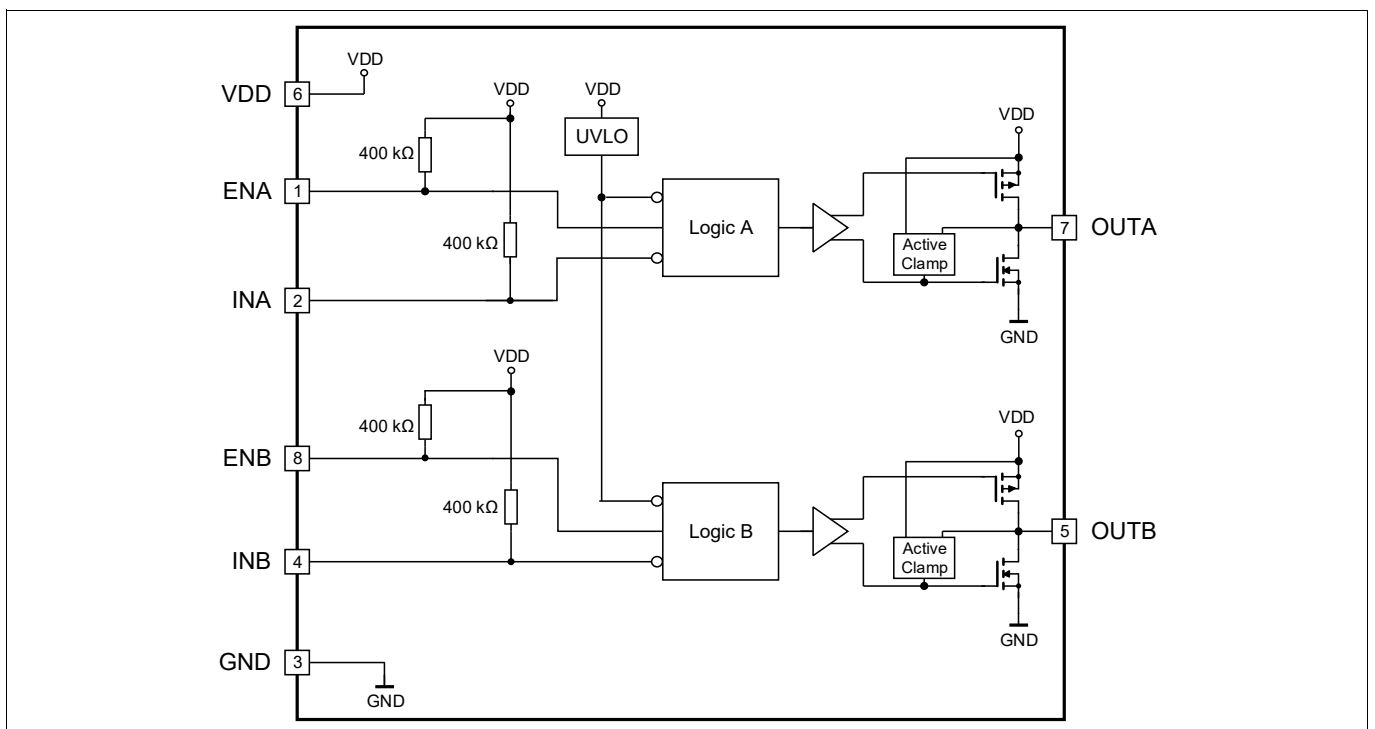 VDD
6
VDD
VDD
VDD
UVLO
400 kΩ
ENA
1
400 kΩ
INA
2
Logic A
VDD
Active
Clamp
7
OUTA
GND
VDD
400 kΩ
ENB
8
400 kΩ
INB
4
Logic B
VDD
Active
Clamp
5
OUTB
GND
GND
3
GND